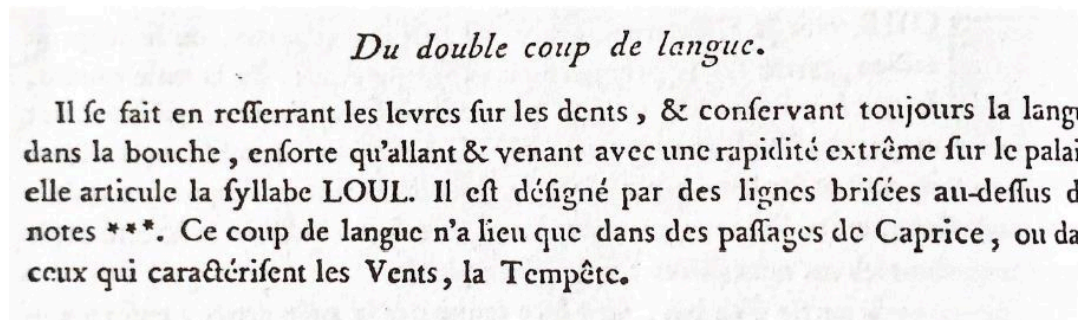 Du double coup de langue.
Il ſe fait en reſſerrant les levres ſur les dents, & conſervant toujours la langu
dans la bouche, enſorte qu'allant & venant avec une rapidité extrême ſur le palai
elle articule la ſyllabe LOUL. Il eſt déſigné par des lignes briſées au-deſſus d
notes ***. Ce coup de langue n'a lieu que dans des paſſages de Caprice, ou da
ceux qui caractériſent les Vents, la Tempête.